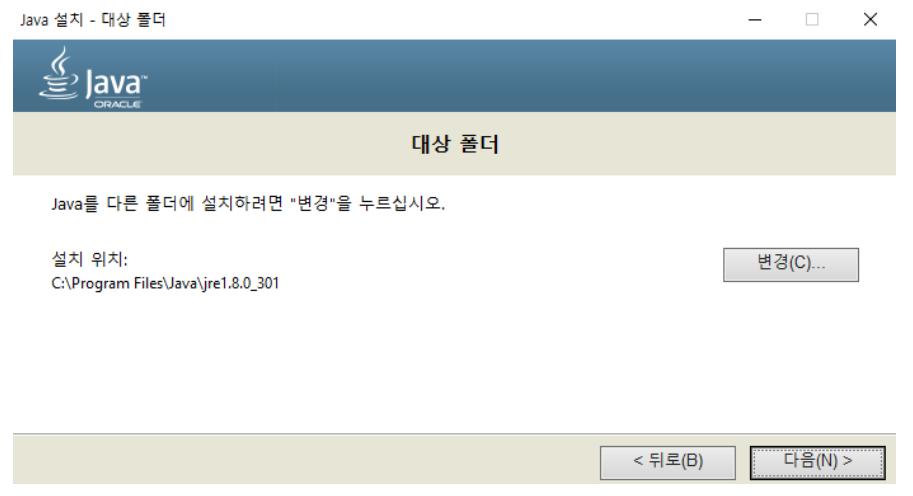 Java 설치 - 대상 폴더
Java™
ORACLE
대상 폴더
Java를 다른 폴더에 설치하려면 "변경"을 누르십시오.
설치 위치:
변경(C)...
C:\Program Files\Java\jre1.8.0_301
< 뒤로(B)
다음(N) >